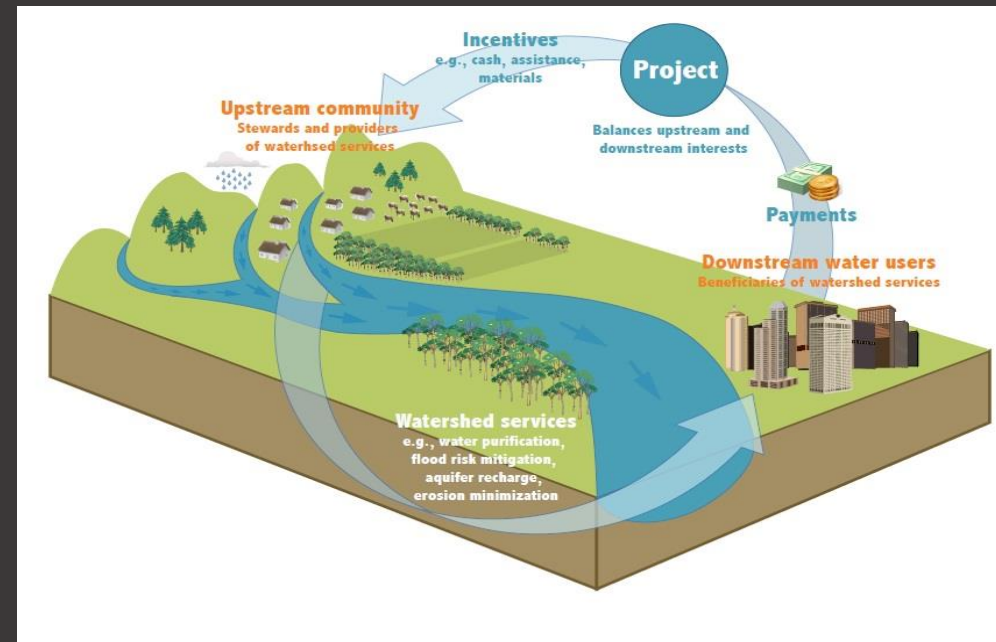 Incentives
e.g., cash, assistance,
materials
Project
Balances upstream and
downstream interests
Upstream community
Stewards and providers
of waterhsed services
Payments
Downstream water users
Beneficiaries of watershed services
Watershed services
e.g., water purification,
flood risk mitigation,
aquifer recharge,
erosion minimization